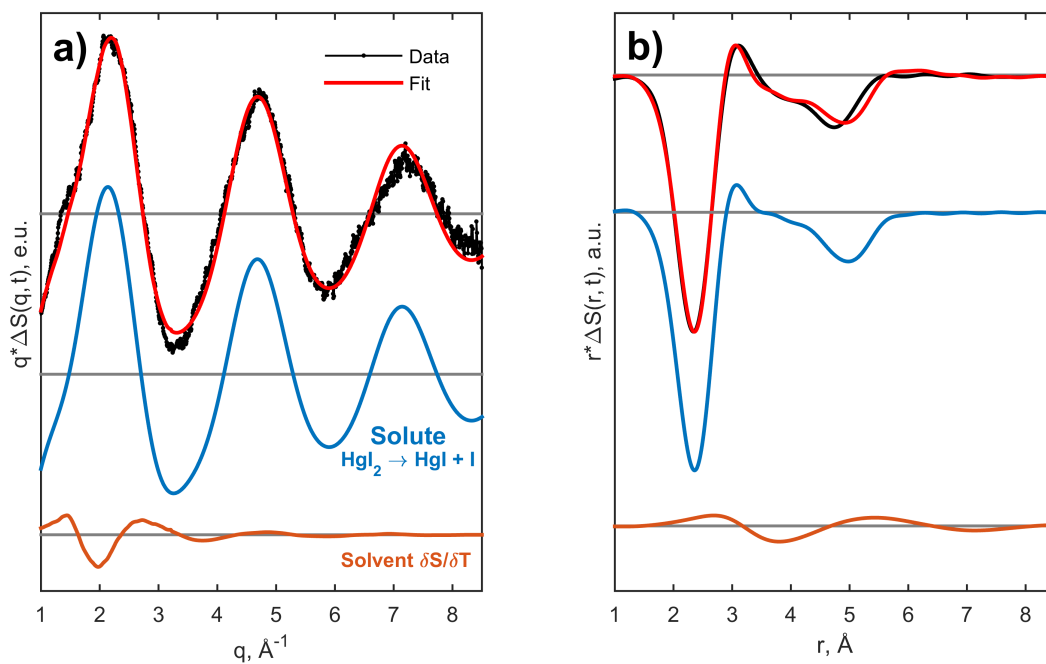 a)
Data
Fit
q*ΔS(q,t), e.u.
Solute
HgI₂ → HgI + I
Solvent δS/δT
1 2 3 4 5 6 7 8
q, Å⁻¹
b)
r*ΔS(r,t), a.u.
1 2 3 4 5 6 7 8
r, Å